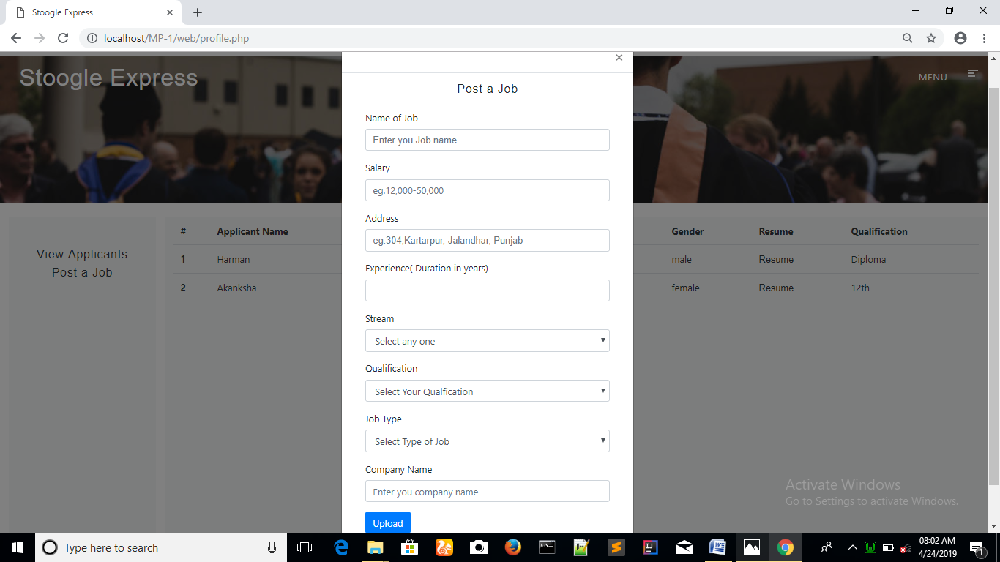 Stoogle Express
localhost/MP-1/web/profile.php
Stoogle Express
MENU
×
Post a Job
Name of Job
Enter you Job name
Salary
eg.12,000-50,000
Address
eg.304,Kartarpur, Jalandhar, Punjab
Experience( Duration in years)
Stream
Select any one
Qualification
Select Your Qualfication
Job Type
Select Type of Job
Company Name
Enter you company name
Upload
View Applicants
Post a Job
# Applicant Name Gender Resume Qualification
1 Harman male Resume Diploma
2 Akanksha female Resume 12th
Activate Windows
Go to Settings to activate Windows.
Type here to search
08:02 AM
4/24/2019
1